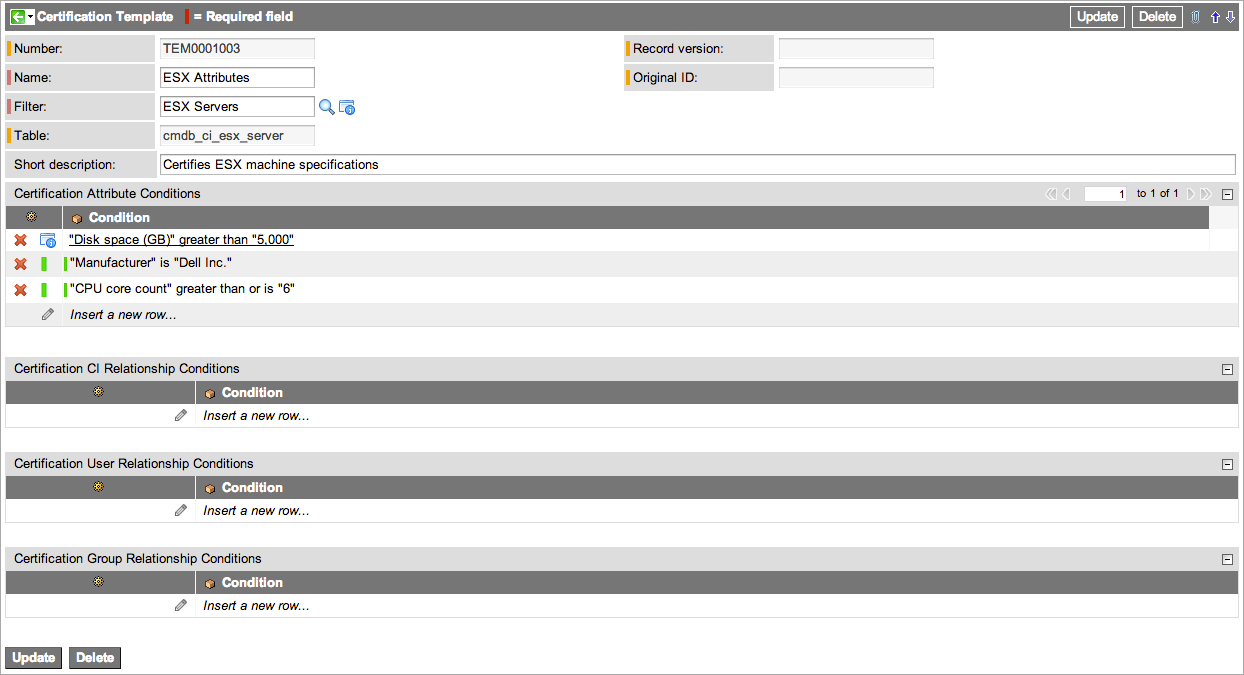 Certification Template = Required field Update Delete
Number: TEM0001003 Record version:
Name: ESX Attributes Original ID:
Filter: ESX Servers
Table: cmdb_ci_esx_server
Short description: Certifies ESX machine specifications
Certification Attribute Conditions 1 to 1 of 1
Condition
"Disk space (GB)" greater than "5,000"
"Manufacturer" is "Dell Inc."
"CPU core count" greater than or is "6"
Insert a new row...
Certification CI Relationship Conditions
Condition
Insert a new row...
Certification User Relationship Conditions
Condition
Insert a new row...
Certification Group Relationship Conditions
Condition
Insert a new row...
Update Delete